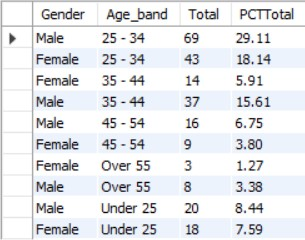 Gender Age_band Total PCTTotal
Male 25 - 34 69 29.11
Female 25 - 34 43 18.14
Female 35 - 44 14 5.91
Male 35 - 44 37 15.61
Male 45 - 54 16 6.75
Female 45 - 54 9 3.80
Female Over 55 3 1.27
Male Over 55 8 3.38
Male Under 25 20 8.44
Female Under 25 18 7.59